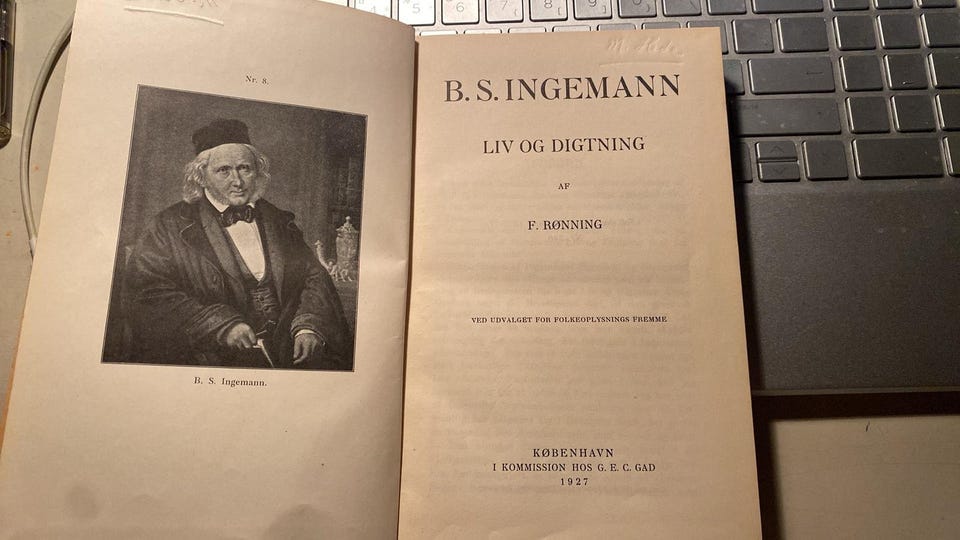 Nr. 8.
B. S. Ingemann.
B. S. INGEMANN
LIV OG DIGTNING
AF
F. RØNNING
VED UDVALGET FOR FOLKEOPLYSNINGS FREMME
KØBENHAVN
I KOMMISSION HOS G. E. C. GAD
1927